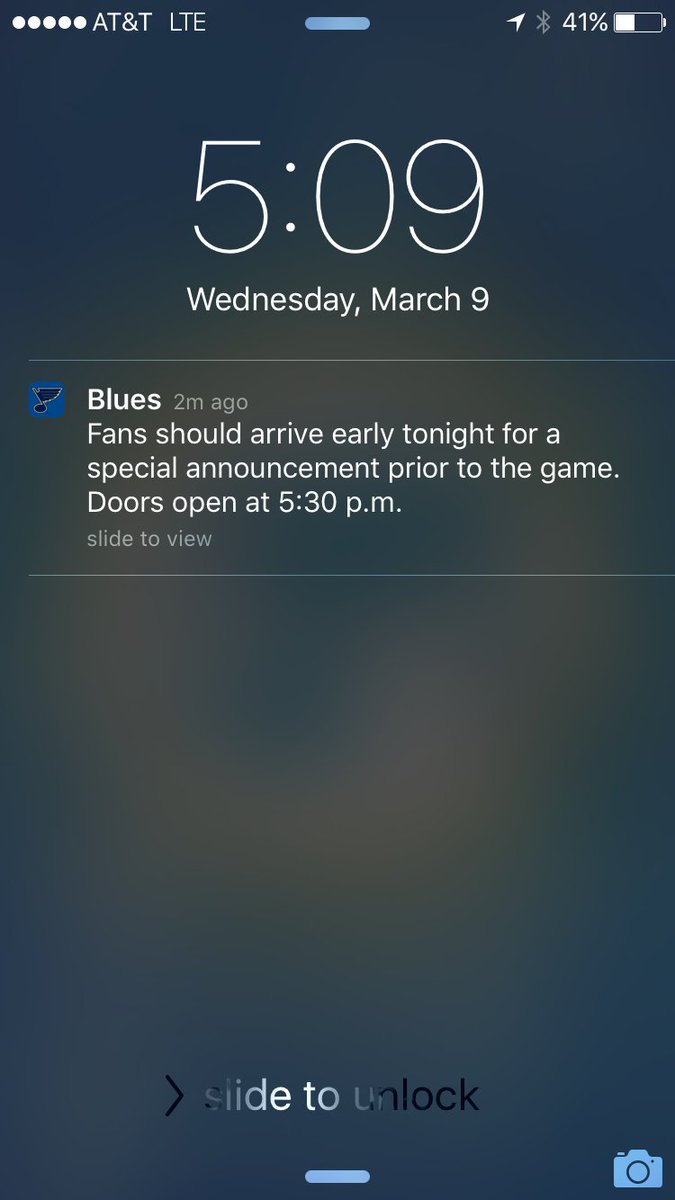 AT&T LTE 41%
5:09
Wednesday, March 9
Blues 2m ago
Fans should arrive early tonight for a
special announcement prior to the game.
Doors open at 5:30 p.m.
slide to view
slide to unlock